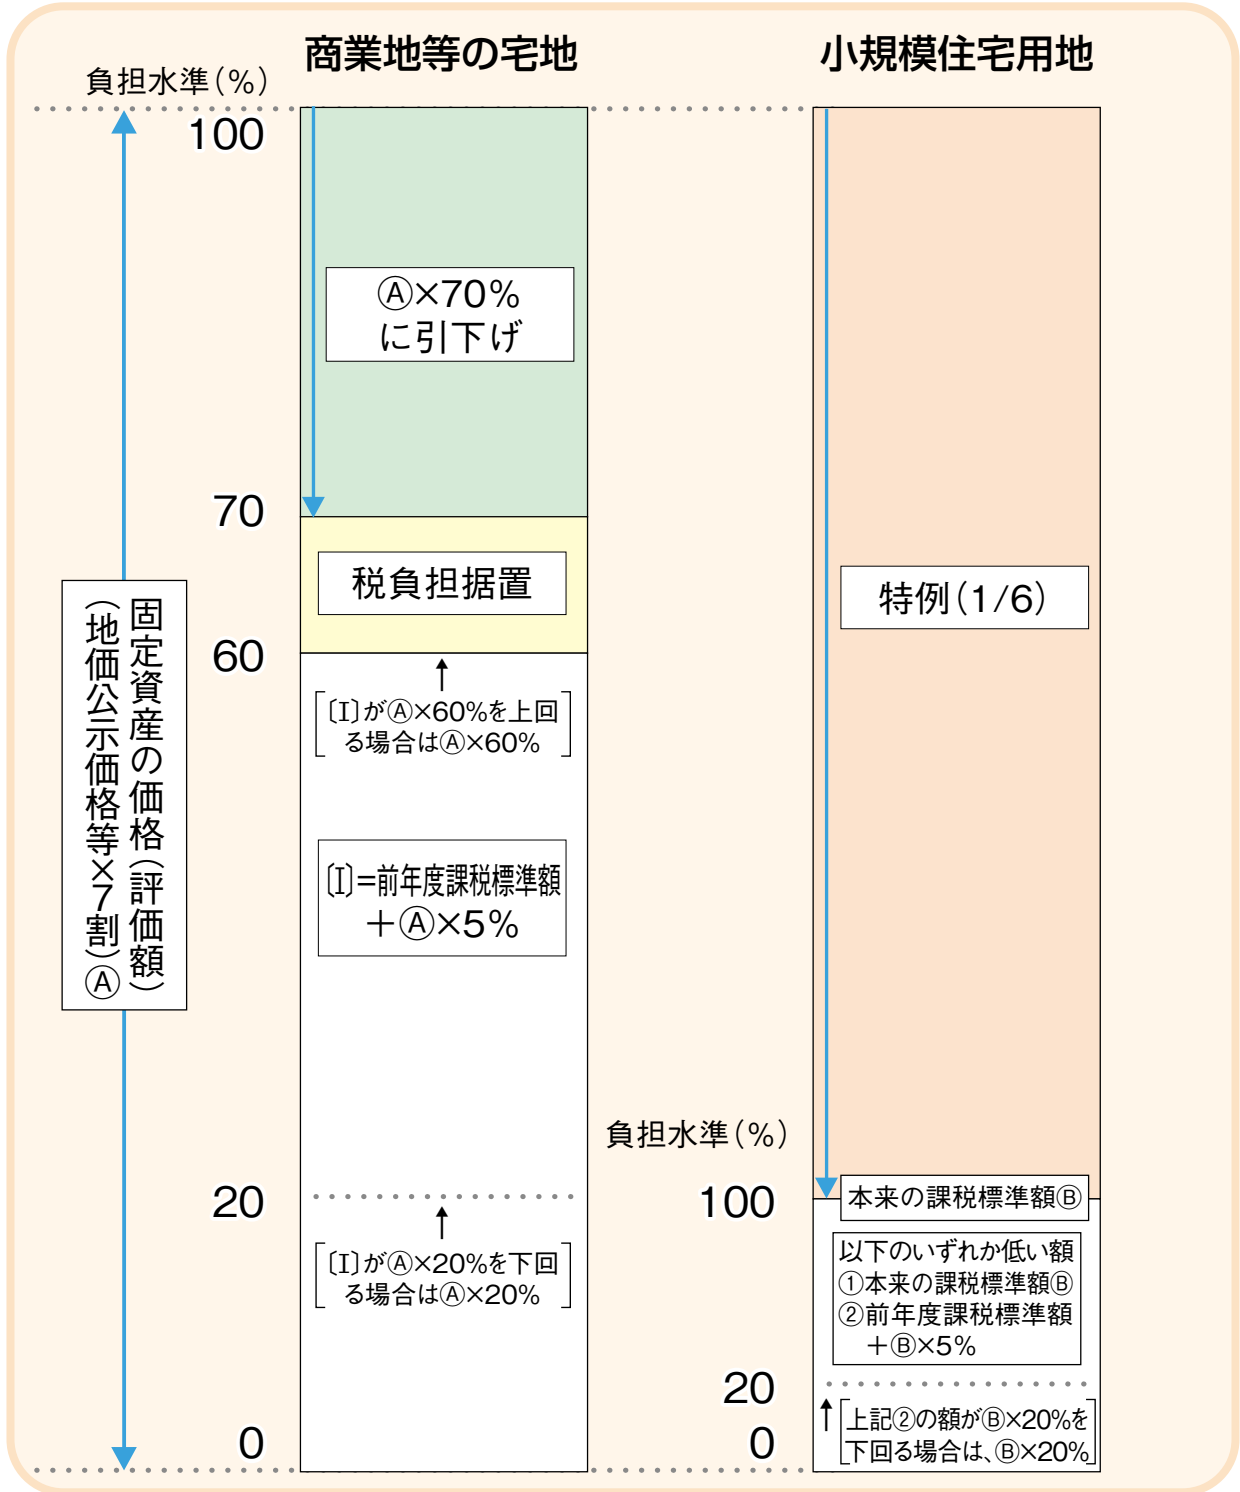 商業地等の宅地
小規模住宅用地
負担水準(%)
100
Ⓐ×70%
に引下げ
70
税負担据置
特例(1/6)
固定資産の価格(評価額)
(地価公示価格等×7割)Ⓐ
60
〔I〕がⒶ×60%を上回
る場合はⒶ×60%
〔I〕=前年度課税標準額
+Ⓐ×5%
負担水準(%)
20
100
本来の課税標準額Ⓑ
〔I〕がⒶ×20%を下回
る場合はⒶ×20%
以下のいずれか低い額
①本来の課税標準額Ⓑ
②前年度課税標準額
+Ⓑ×5%
20
0
0
上記②の額がⒷ×20%を
下回る場合は、Ⓑ×20%